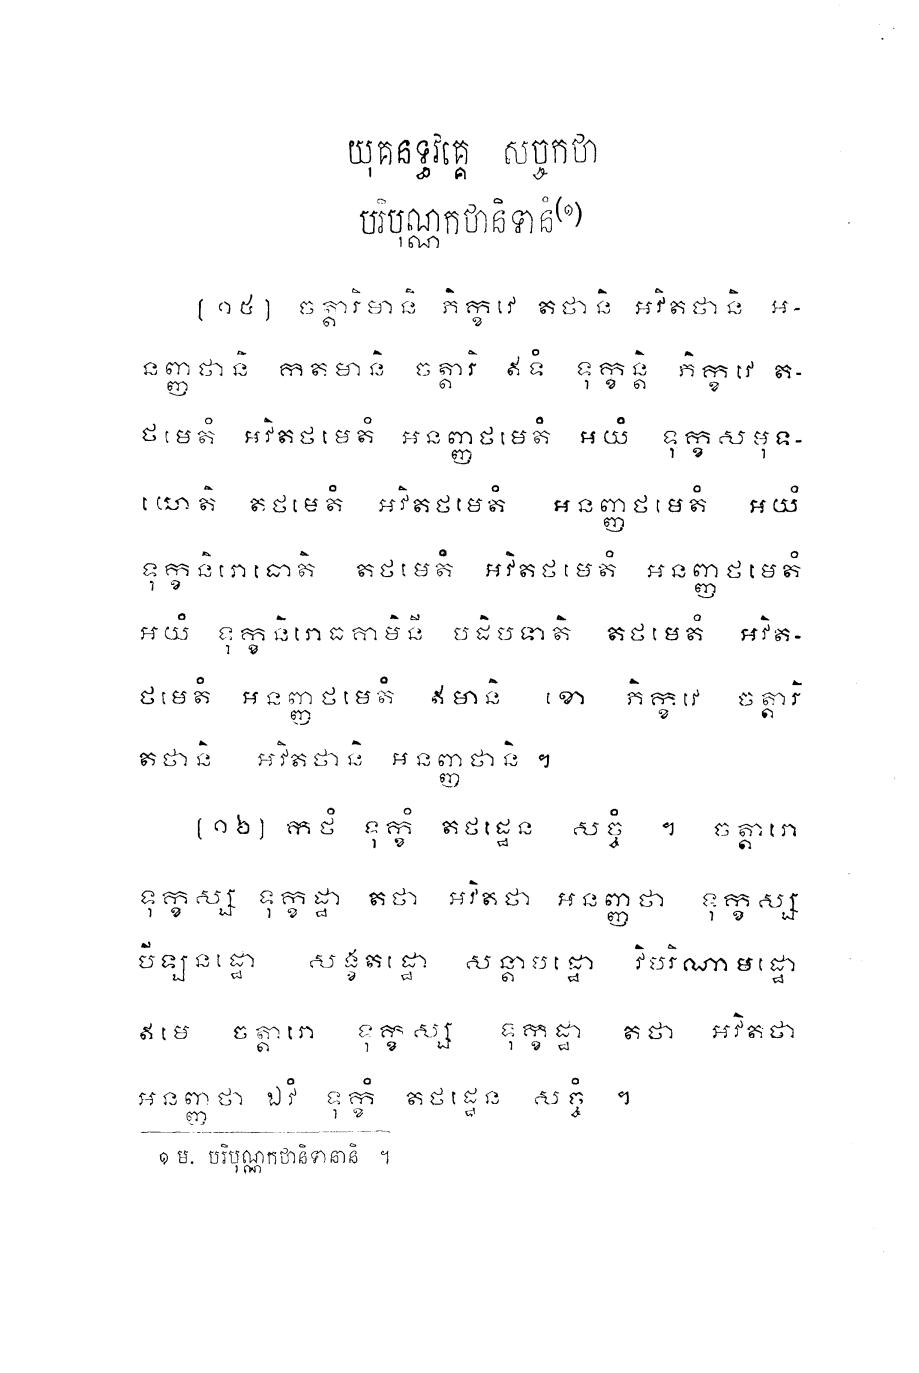 យុគនទ្ធវគ្គេ សច្ចកថា
បរិបុណ្ណកថានិទានំ(១)
[១៥] ចត្តារិមានិ ភិក្ខវេ តថានិ អវិតថានិ អ-
នញ្ញថានិ កតមានិ ចត្តារិ ឥទំ ទុក្ខន្តិ ភិក្ខវេ ត-
ថមេតំ អវិតថមេតំ អនញ្ញថមេតំ អយំ ទុក្ខសមុទ-
យោតិ តថមេតំ អវិតថមេតំ អនញ្ញថមេតំ អយំ
ទុក្ខនិរោធោតិ តថមេតំ អវិតថមេតំ អនញ្ញថមេតំ
អយំ ទុក្ខនិរោធគាមិនី បដិបទាតិ តថមេតំ អវិត-
ថមេតំ អនញ្ញថមេតំ ឥមានិ ខោ ភិក្ខវេ ចត្តារិ
តថានិ អវិតថានិ អនញ្ញថានិ ។
[១៦] កថំ ទុក្ខំ តថដ្ឋេន សច្ចំ ។ ចត្តារោ
ទុក្ខស្ស ទុក្ខដ្ឋា តថា អវិតថា អនញ្ញថា ទុក្ខស្ស
បីឡនដ្ឋោ សង្ខតដ្ឋោ សន្តាបដ្ឋោ វិបរិណាមដ្ឋោ
ឥមេ ចត្តារោ ទុក្ខស្ស ទុក្ខដ្ឋា តថា អវិតថា
អនញ្ញថា ឯវំ ទុក្ខំ តថដ្ឋេន សច្ចំ ។
១ ម. បរិបុណ្ណកថានិទានានិ ។